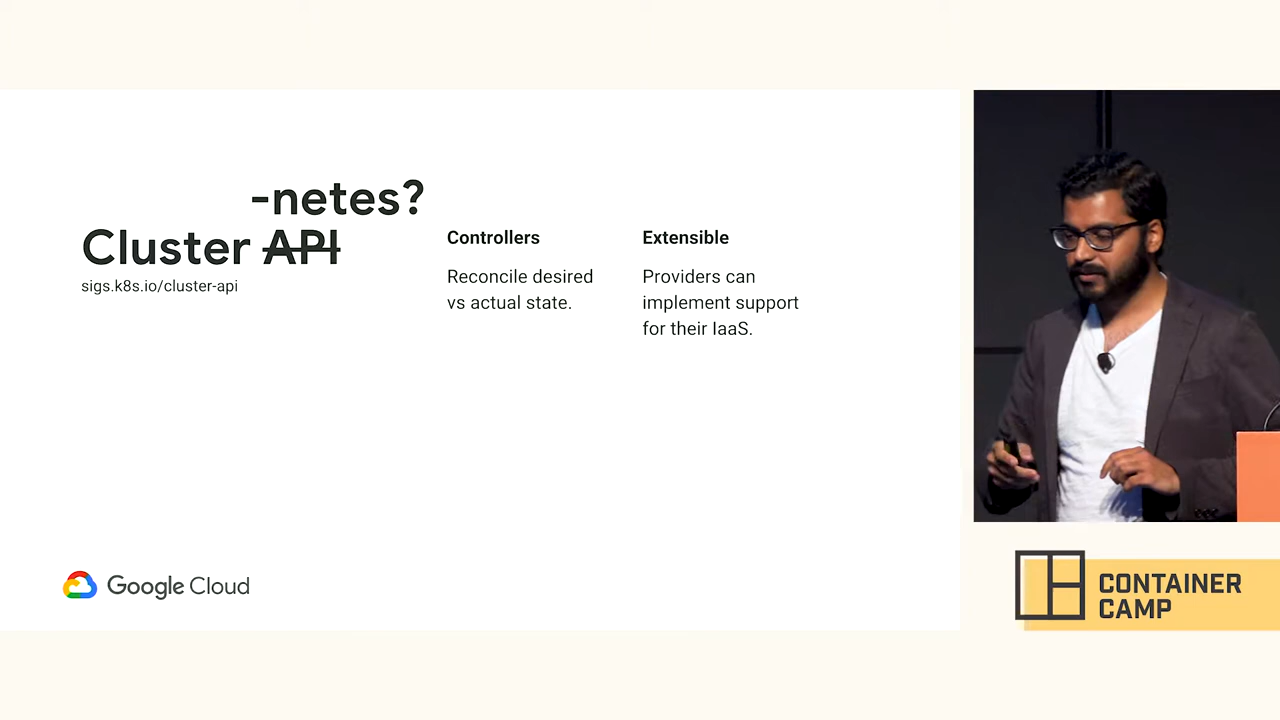 -netes?
Cluster API
sigs.k8s.io/cluster-api
Controllers
Reconcile desired
vs actual state.
Extensible
Providers can
implement support
for their IaaS.
Google Cloud
CONTAINER
CAMP